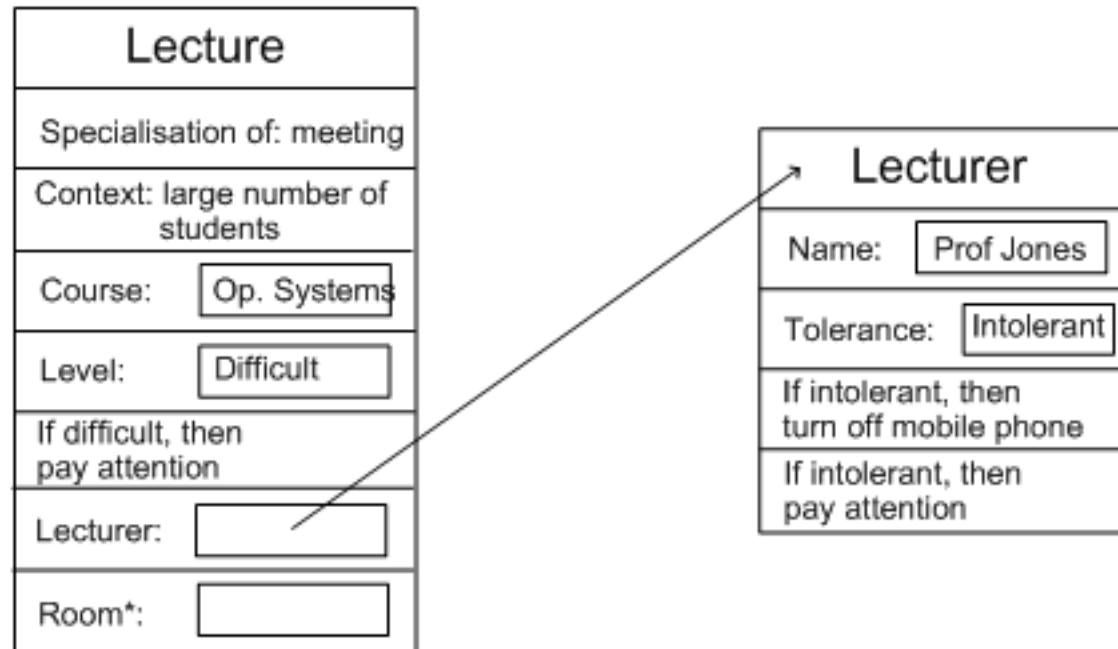 Lecture
Specialisation of: meeting
Context: large number of
students
Course: Op. Systems
Level: Difficult
If difficult, then
pay attention
Lecturer:
Room*:
Lecturer
Name: Prof Jones
Tolerance: Intolerant
If intolerant, then
turn off mobile phone
If intolerant, then
pay attention